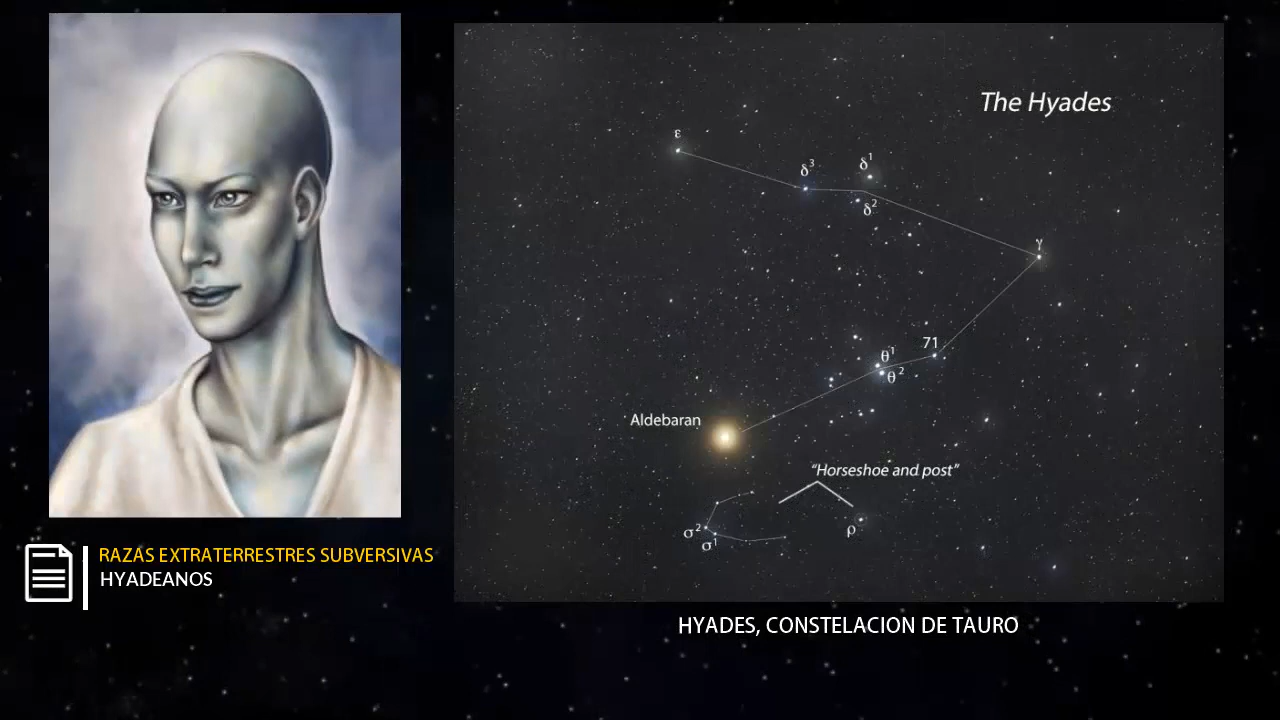 The Hyades
ε
δ³
δ¹
δ²
γ
71
θ¹
θ²
Aldebaran
"Horseshoe and post"
σ²
σ¹
ρ
RAZAS EXTRATERRESTRES SUBVERSIVAS
HYADEANOS
HYADES, CONSTELACION DE TAURO